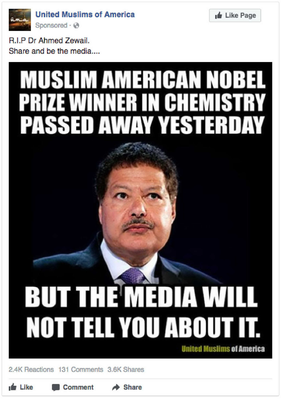 United Muslims of America
Like Page
Sponsored ·
R.I.P Dr Ahmed Zewail.
Share and be the media....
MUSLIM AMERICAN NOBEL
PRIZE WINNER IN CHEMISTRY
PASSED AWAY YESTERDAY
BUT THE MEDIA WILL
NOT TELL YOU ABOUT IT.
United Muslims of America
2.4K Reactions 131 Comments 3.6K Shares
Like Comment Share